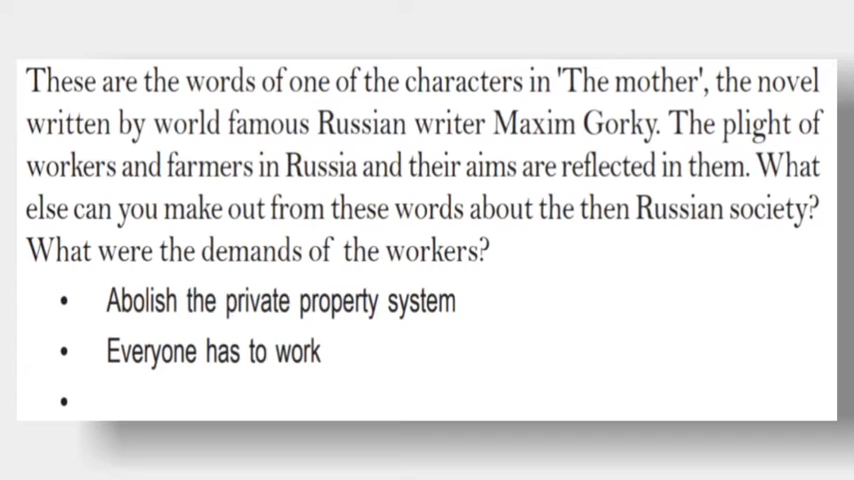 These are the words of one of the characters in 'The mother', the novel
written by world famous Russian writer Maxim Gorky. The plight of
workers and farmers in Russia and their aims are reflected in them. What
else can you make out from these words about the then Russian society?
What were the demands of the workers?
• Abolish the private property system
• Everyone has to work
•